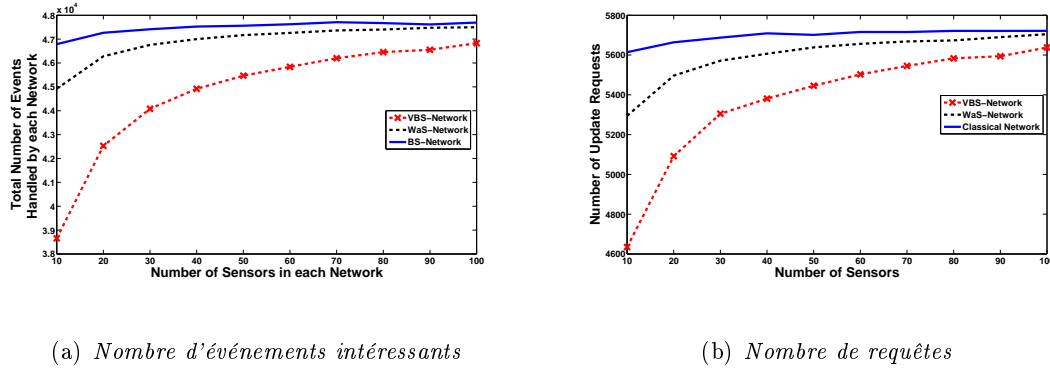 x 10⁴
4.8
4.7
4.6
4.5
4.4
4.3
4.2
4.1
4
3.9
3.8
10 20 30 40 50 60 70 80 90 100
Total Number of Events
Handled by each Network
Number of Sensors in each Network
VBS–Network
WaS–Network
BS–Network
5800
5600
5400
5200
5000
4800
4600
10 20 30 40 50 60 70 80 90 100
Number of Update Requests
Number of Sensors
VBS–Network
WaS–Network
Classical Network
(a) Nombre d'événements intéressants
(b) Nombre de requêtes